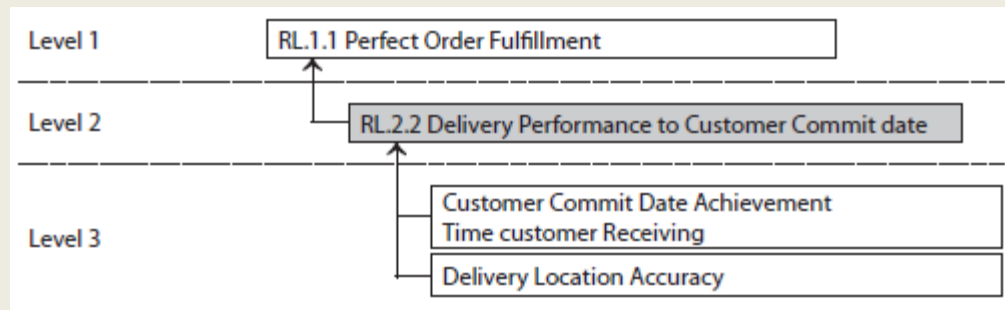 Level 1
RL.1.1 Perfect Order Fulfillment
Level 2
RL.2.2 Delivery Performance to Customer Commit date
Level 3
Customer Commit Date Achievement
Time customer Receiving
Delivery Location Accuracy